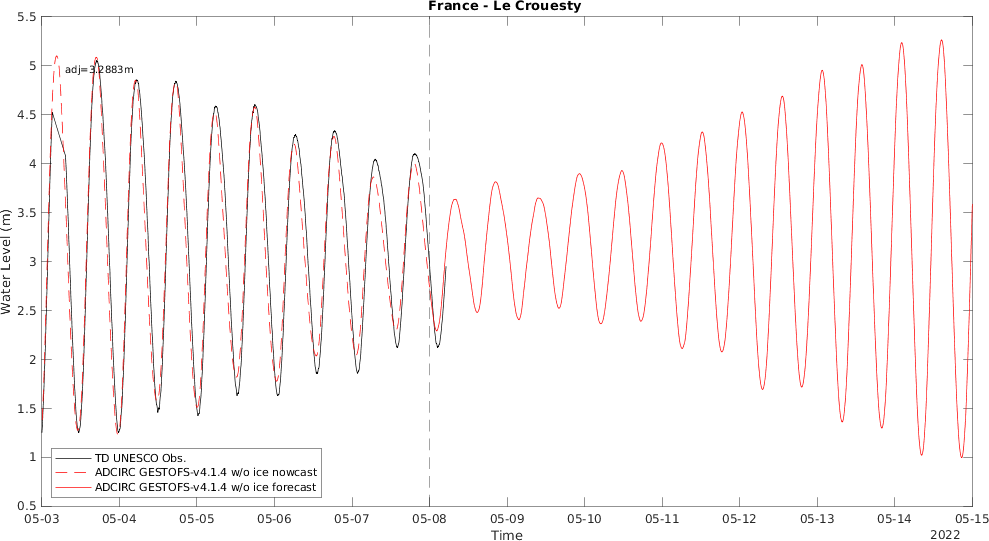 France - Le Crouesty
5.5
5
4.5
4
3.5
3
2.5
2
1.5
1
0.5
Water Level (m)
adj=3.2883m
TD UNESCO Obs.
ADCIRC GESTOFS-v4.1.4 w/o ice nowcast
ADCIRC GESTOFS-v4.1.4 w/o ice forecast
05-03 05-04 05-05 05-06 05-07 05-08 05-09 05-10 05-11 05-12 05-13 05-14 05-15
Time
2022